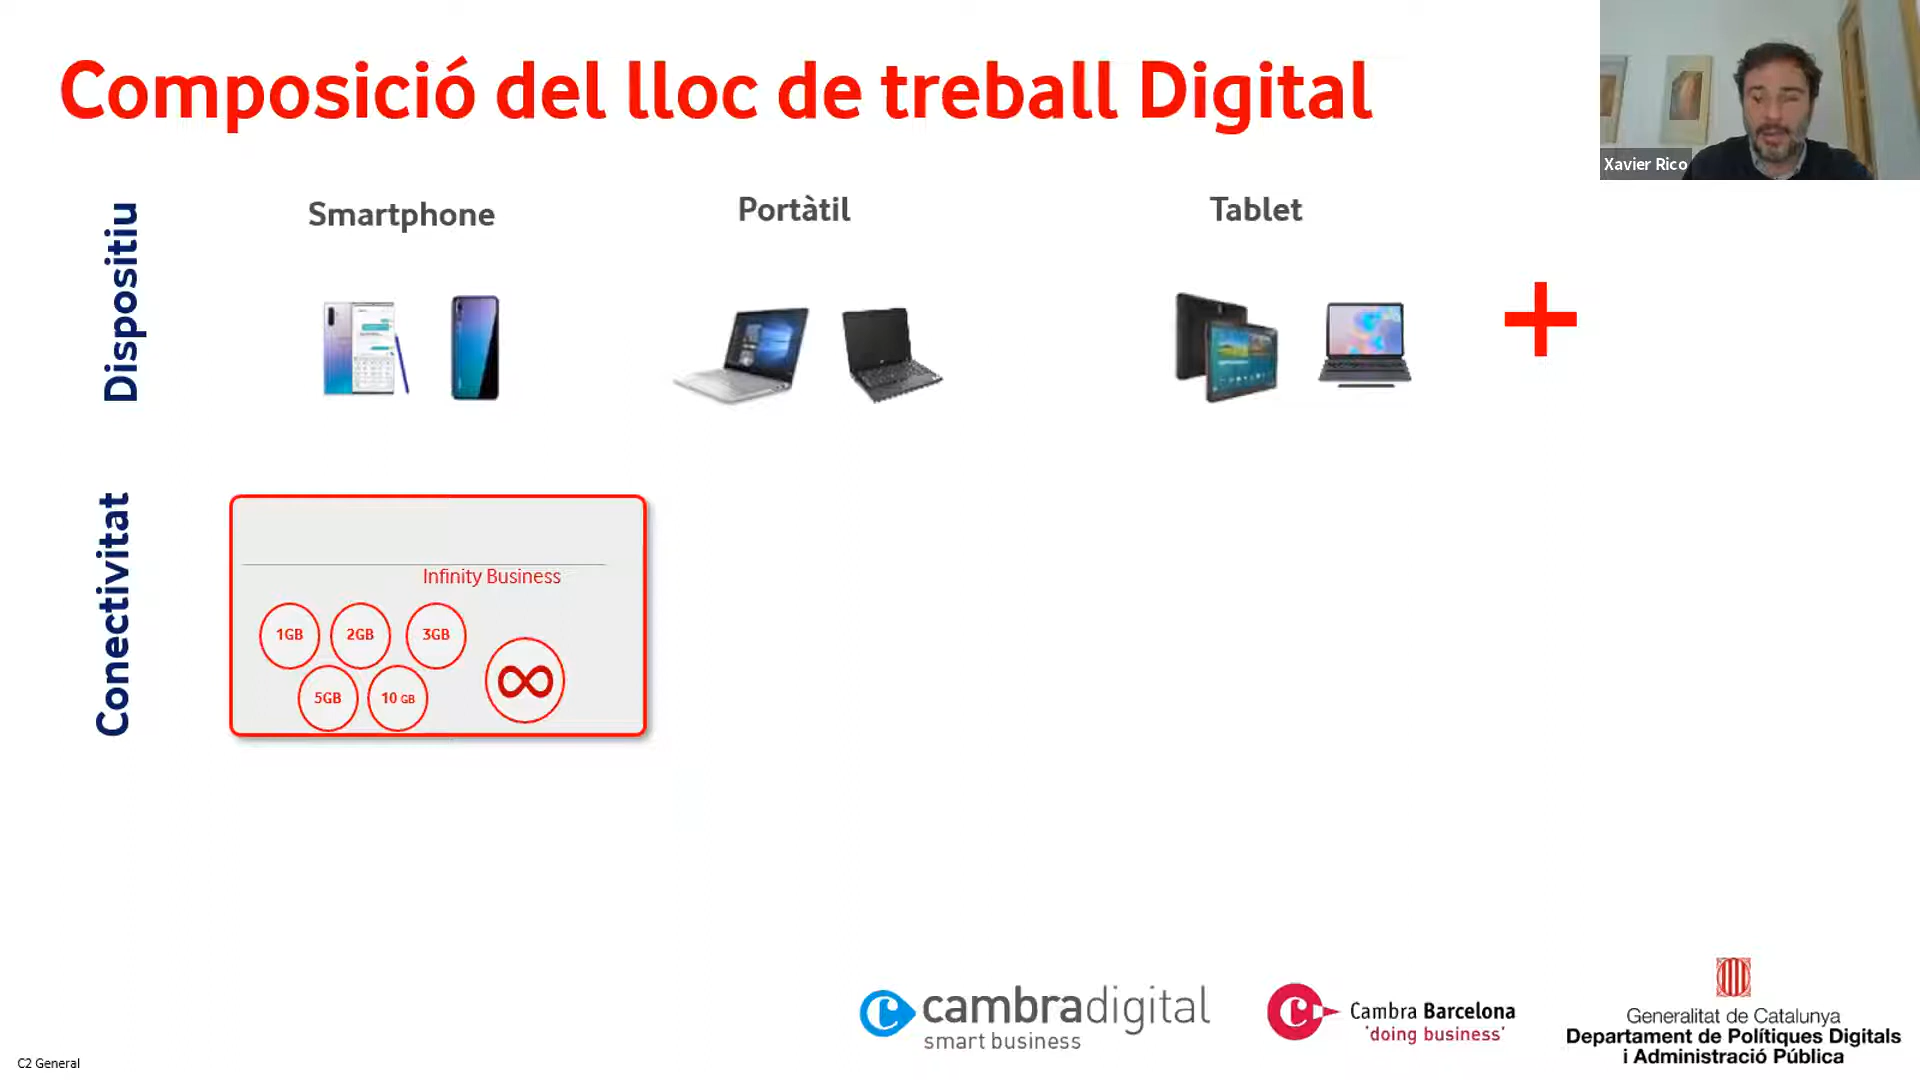 Composició del lloc de treball Digital
Xavier Rico
Dispositiu
Smartphone
Portàtil
Tablet
Conectivitat
Infinity Business
1GB
2GB
3GB
5GB
10 GB
cambradigital
smart business
Cambra Barcelona
'doing business'
Generalitat de Catalunya
Departament de Polítiques Digitals
i Administració Pública
C2 General